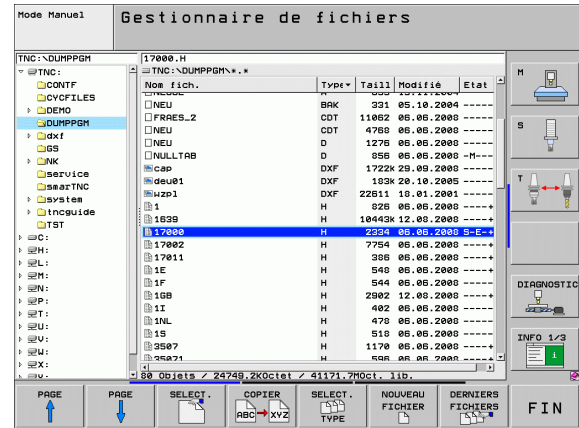 Mode Manuel
Gestionnaire de fichiers
TNC:\DUMPPGM
17000.H
TNC:
CONTF
CYCFILES
DEMO
DUMPPGM
dxf
GS
NK
service
smarTNC
system
tncguide
TST
C:
H:
L:
M:
N:
P:
T:
U:
V:
W:
X:
TNC:\DUMPPGM\*.*
Nom fich. Type Taill Modifié Etat
NEU BAK 331 05.10.2004 -----
FRAES_2 CDT 11062 06.06.2008 -----
NEU CDT 4768 06.06.2008 -----
NEU D 1276 06.06.2008 -----
NULLTAB D 856 06.06.2008 -M---
cap DXF 1722k 29.09.2008 -----
deu01 DXF 183k 20.10.2005 -----
wzp1 DXF 22611 18.01.2001 -----
1 H 826 06.06.2008 ----+
1639 H 10443k 12.08.2008 ----+
17000 H 2334 06.06.2008 S-E-+
17002 H 7754 06.06.2008 ----+
17011 H 386 06.06.2008 ----+
1E H 548 06.06.2008 ----+
1F H 544 06.06.2008 -----
1GB H 2902 12.08.2008 ----+
1I H 402 06.06.2008 -----
1NL H 478 06.06.2008 -----
1S H 518 06.06.2008 -----
3507 H 1170 06.06.2008 ----+
35071 H 596 06.06.2008 ----+
80 Objets / 24749.2KOctet / 41171.7MOct. lib.
M
S
T
DIAGNOSTIC
INFO 1/3
PAGE
PAGE
SELECT.
COPIER
ABC XYZ
SELECT.
TYPE
NOUVEAU
FICHIER
DERNIERS
FICHIERS
FIN